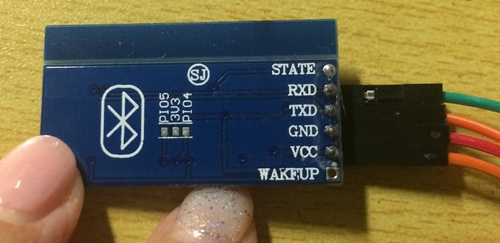 SJ
STATE
RXD
TXD
GND
VCC
WAKEUP
PIO5
3V3
PIO4